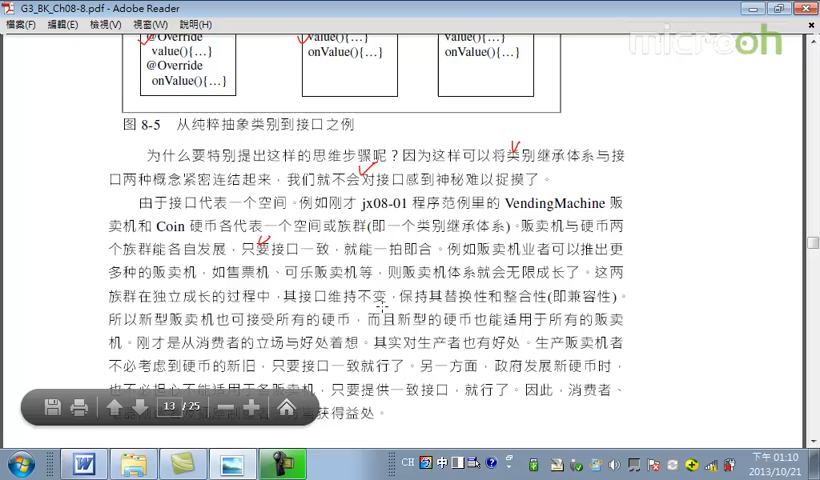 G3_BK_Ch08-8.pdf - Adobe Reader
檔案(F) 編輯(E) 檢視(V) 視窗(W) 說明(H)
microoh
@Override
value(){…}
@Override
onValue(){…}
value(){…}
onValue(){…}
value(){…}
onValue(){…}
图 8-5 从纯粹抽象类别到接口之例
为什么要特别提出这样的思维步骤呢？因为这样可以将类别继承体系与接
口两种概念紧密连结起来，我们就不会对接口感到神秘难以捉摸了。
由于接口代表一个空间。例如刚才 jx08-01 程序范例里的 VendingMachine 贩
卖机和 Coin 硬币各代表一个空间或族群(即一个类别继承体系)。贩卖机与硬币两
个族群能各自发展，只要接口一致，就能一拍即合。例如贩卖机业者可以推出更
多种的贩卖机，如售票机、可乐贩卖机等，则贩卖机体系就会无限成长了。这两
族群在独立成长的过程中，其接口维持不变，保持其替换性和整合性(即兼容性)。
所以新型贩卖机也可接受所有的硬币，而且新型的硬币也能适用于所有的贩卖
机。刚才是从消费者的立场与好处着想。其实对生产者也有好处。生产贩卖机者
不必考虑到硬币的新旧，只要接口一致就行了。另一方面，政府发展新硬币时，
也不必担心不能适用于各贩卖机，只要提供一致接口，就行了。因此，消费者、
获得益处。
13 / 25
CH 中
下午 01:10
2013/10/21